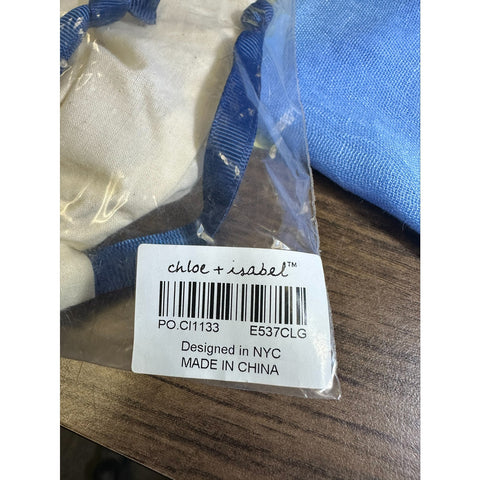 chloe + isabel™
PO.CI1133 E537CLG
Designed in NYC
MADE IN CHINA